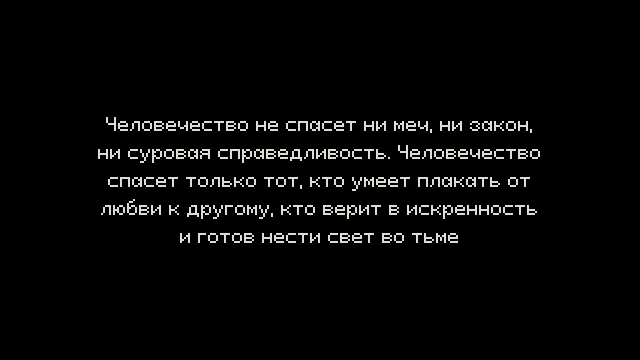 Человечество не спасет ни меч, ни закон,
ни суровая справедливость. Человечество
спасет только тот, кто умеет плакать от
любви к другому, кто верит в искренность
и готов нести свет во тьме